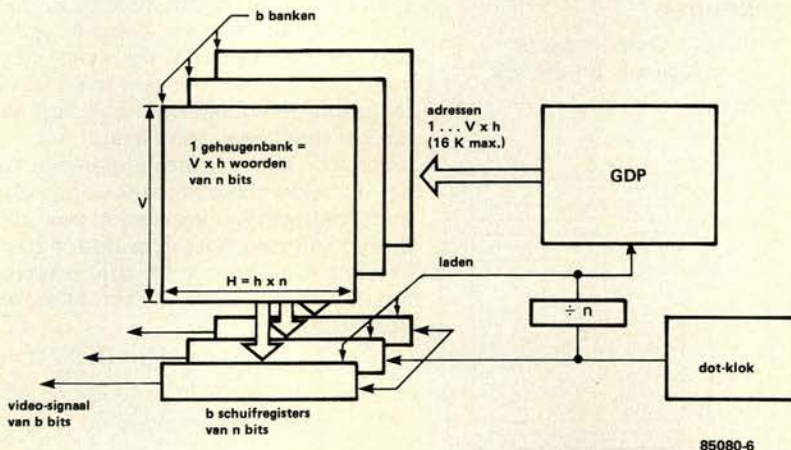 b banken
1 geheugenbank =
V x h woorden
van n bits
V
H = h x n
adressen
1 . . . V x h
(16 K max.)
GDP
laden
÷ n
dot-klok
video-signaal
van b bits
b schuifregisters
van n bits
85080-6